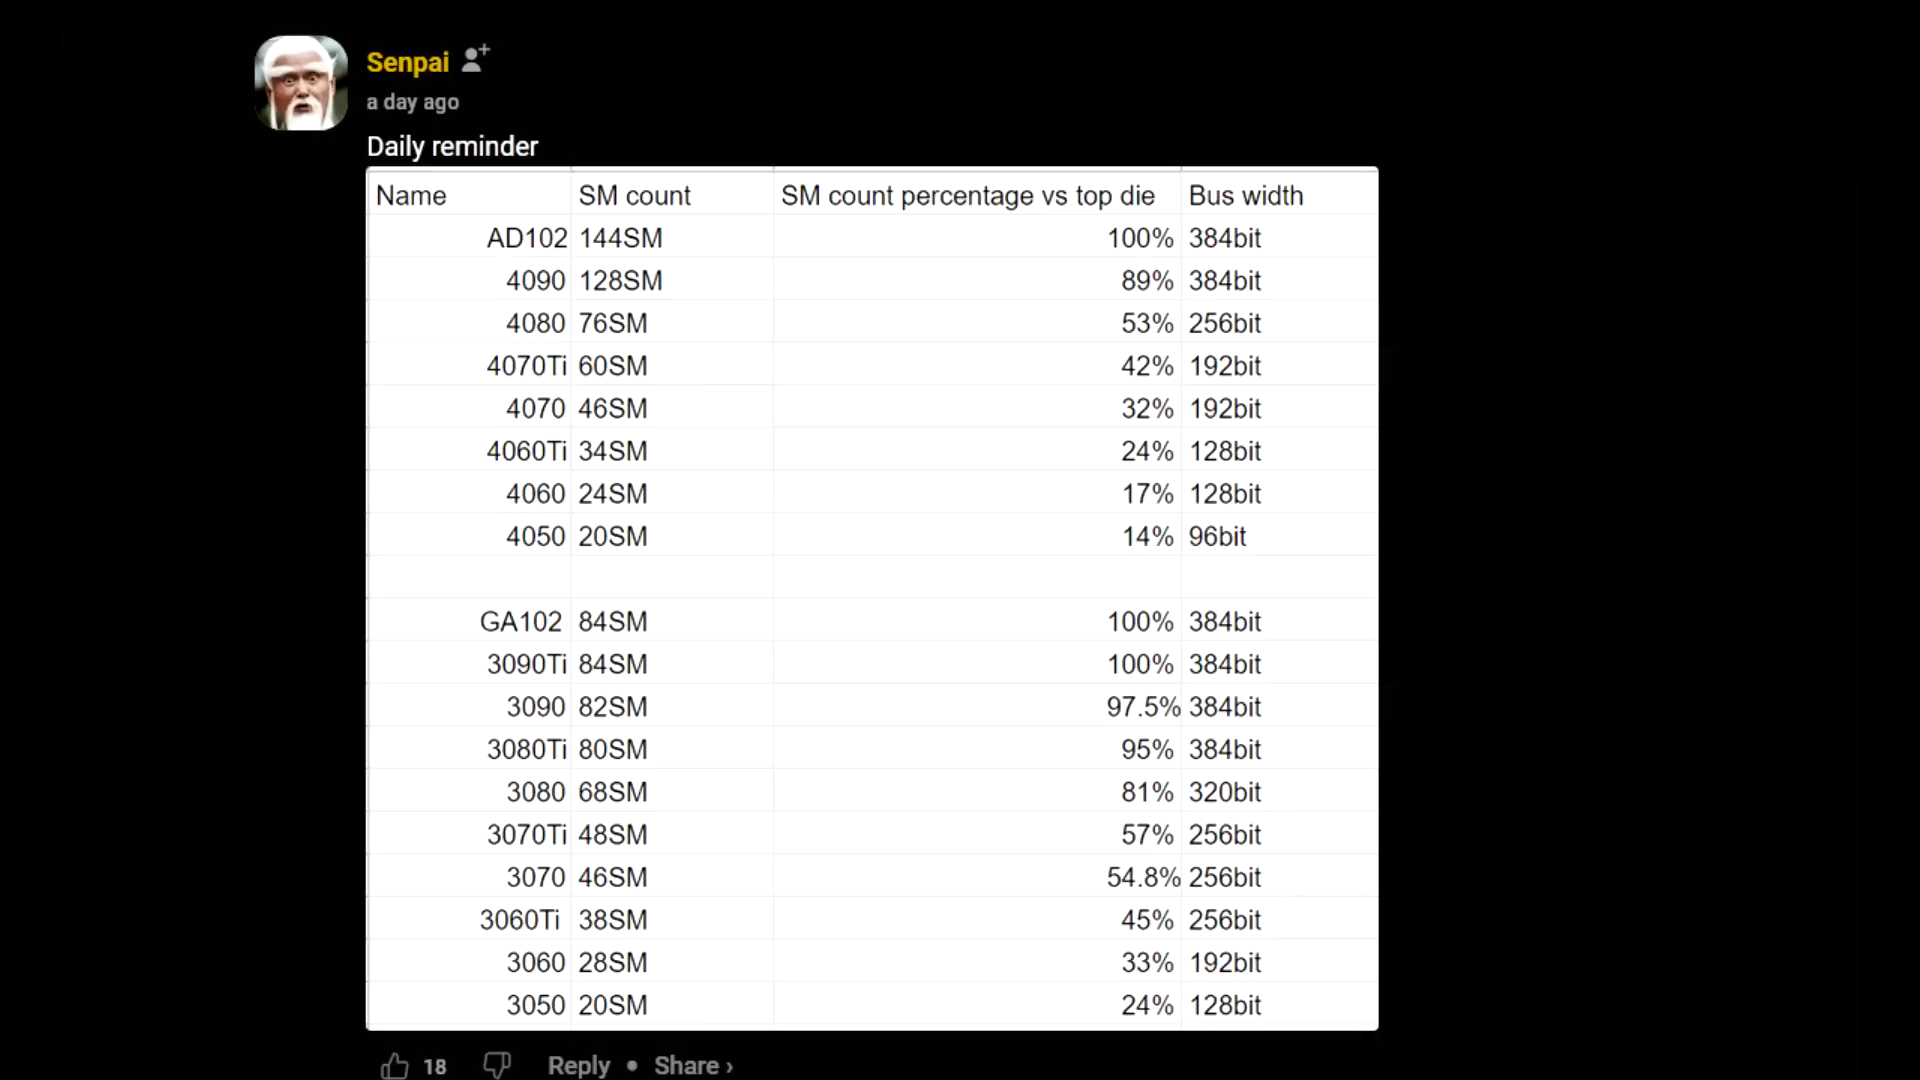 Senpai
a day ago
Daily reminder
Name SM count SM count percentage vs top die Bus width
AD102 144SM 100% 384bit
4090 128SM 89% 384bit
4080 76SM 53% 256bit
4070Ti 60SM 42% 192bit
4070 46SM 32% 192bit
4060Ti 34SM 24% 128bit
4060 24SM 17% 128bit
4050 20SM 14% 96bit
GA102 84SM 100% 384bit
3090Ti 84SM 100% 384bit
3090 82SM 97.5% 384bit
3080Ti 80SM 95% 384bit
3080 68SM 81% 320bit
3070Ti 48SM 57% 256bit
3070 46SM 54.8% 256bit
3060Ti 38SM 45% 256bit
3060 28SM 33% 192bit
3050 20SM 24% 128bit
18 Reply • Share ›